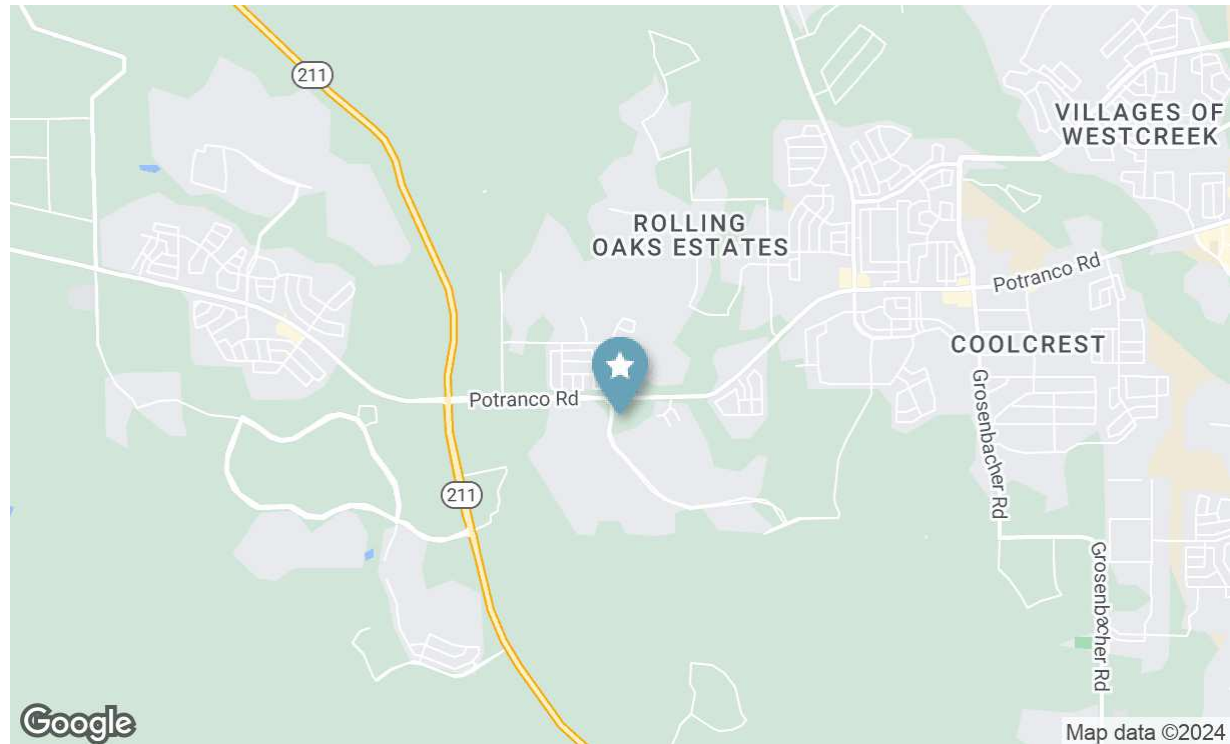 211
VILLAGES OF
WESTCREEK
ROLLING
OAKS ESTATES
Potranco Rd
COOLCREST
Potranco Rd
Grosenbacher Rd
211
Grosenbacher Rd
Google
Map data ©2024